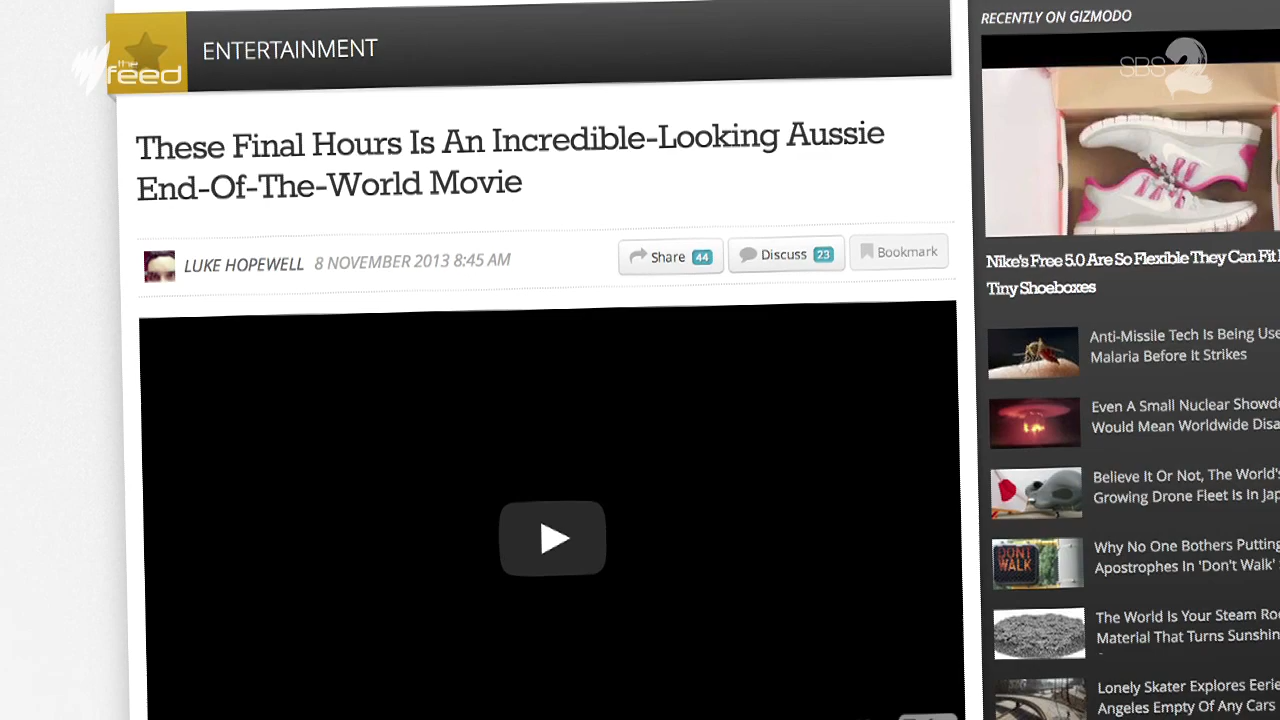 the
feed
ENTERTAINMENT
These Final Hours Is An Incredible-Looking Aussie
End-Of-The-World Movie
LUKE HOPEWELL 8 NOVEMBER 2013 8:45 AM
Share 44
Discuss 23
Bookmark
RECENTLY ON GIZMODO
SBS 2
Nike's Free 5.0 Are So Flexible They Can Fit
Tiny Shoeboxes
Anti-Missile Tech Is Being Use
Malaria Before It Strikes
Even A Small Nuclear Showd
Would Mean Worldwide Disa
Believe It Or Not, The World's
Growing Drone Fleet Is In Jap
DONT
WALK
Why No One Bothers Putting
Apostrophes In 'Don't Walk'
The World Is Your Steam Roo
Material That Turns Sunshin
Lonely Skater Explores Eerie
Angeles Empty Of Any Cars